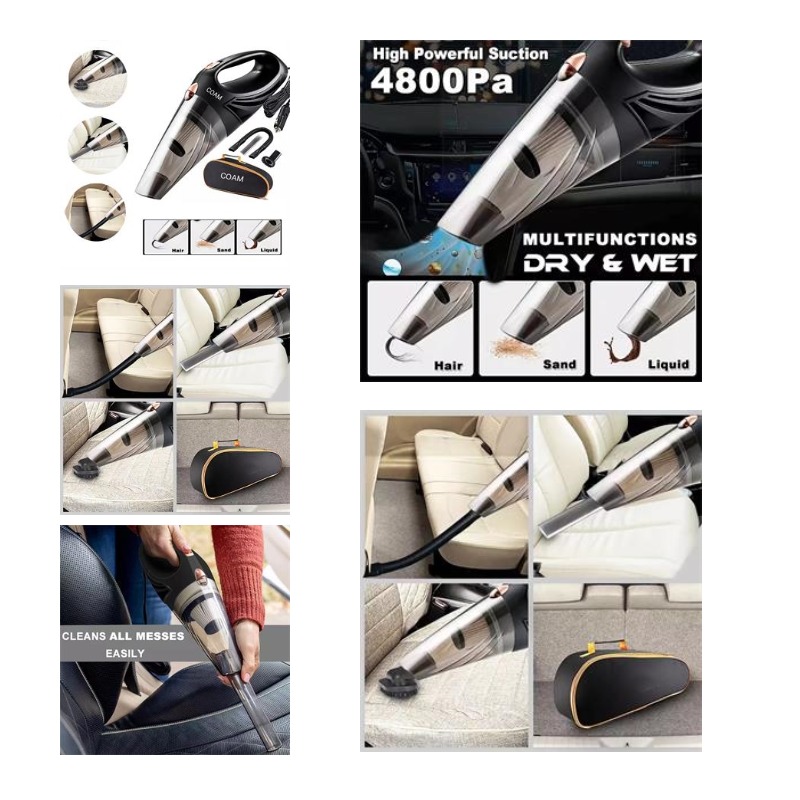 COAM
COAM
Hair
Sand
Liquid
High Powerful Suction
4800Pa
MULTIFUNCTIONS
DRY & WET
Hair
Sand
Liquid
CLEANS ALL MESSES
EASILY